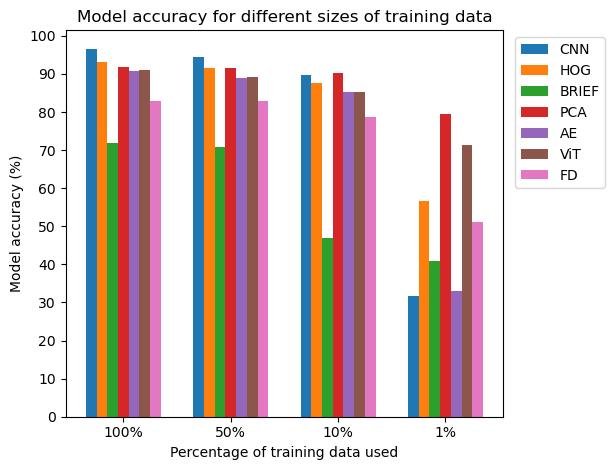 Model accuracy for different sizes of training data
100
90
80
70
60
50
40
30
20
10
0
Model accuracy (%)
100%
50%
10%
1%
Percentage of training data used
CNN
HOG
BRIEF
PCA
AE
ViT
FD